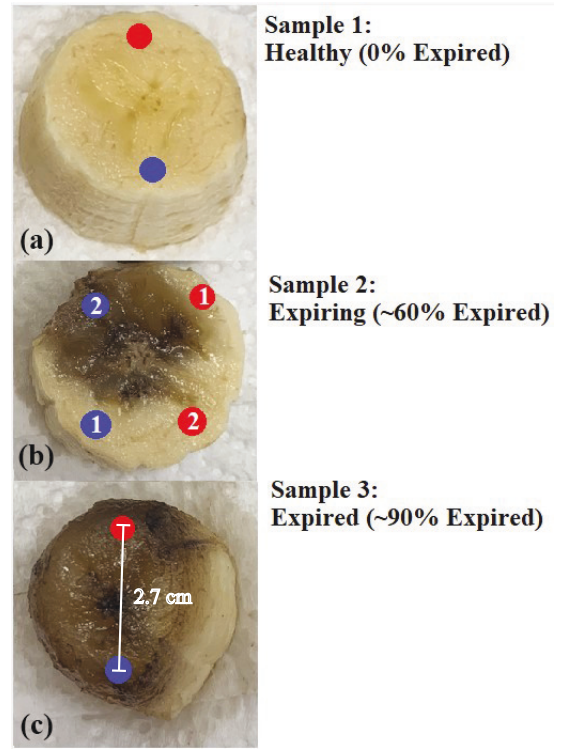 Sample 1:
Healthy (0% Expired)
(a)
Sample 2:
Expiring (~60% Expired)
2
1
1
2
(b)
Sample 3:
Expired (~90% Expired)
2.7 cm
(c)